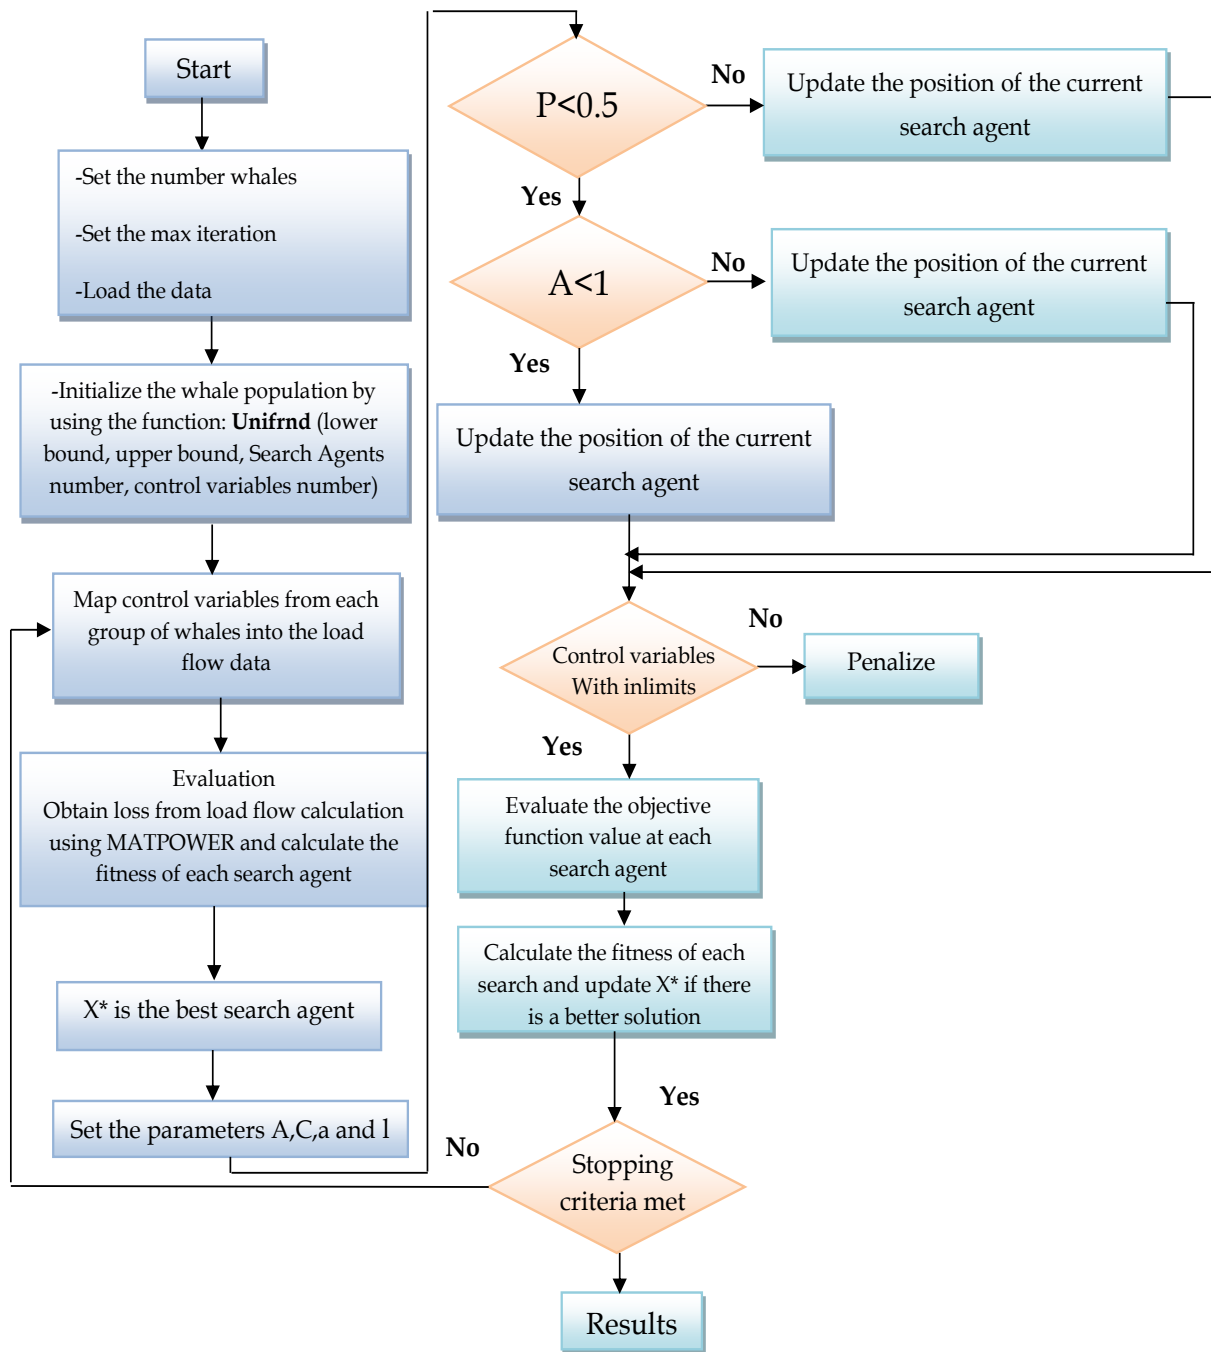 Start
-Set the number whales
-Set the max iteration
-Load the data
-Initialize the whale population by
using the function: Unifrnd (lower
bound, upper bound, Search Agents
number, control variables number)
Map control variables from each
group of whales into the load
flow data
Evaluation
Obtain loss from load flow calculation
using MATPOWER and calculate the
fitness of each search agent
X* is the best search agent
Set the parameters A,C,a and l
P<0.5
No
Update the position of the current
search agent
Yes
A<1
No
Update the position of the current
search agent
Yes
Update the position of the current
search agent
Control variables
With inlimits
No
Penalize
Yes
Evaluate the objective
function value at each
search agent
Calculate the fitness of each
search and update X* if there
is a better solution
Yes
No
Stopping
criteria met
Results